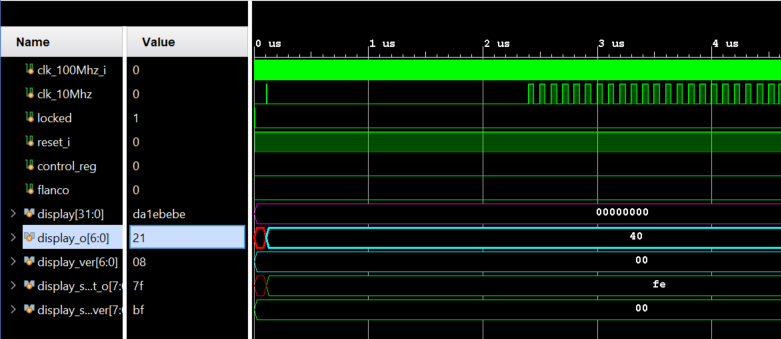 Name Value
0 us 1 us 2 us 3 us 4 us
clk_100Mhz_i 0
clk_10Mhz 0
locked 1
reset_i 0
control_reg 0
flanco 0
display[31:0] da1ebebe 00000000
display_o[6:0] 21 40
display_ver[6:0] 08 00
display_s...t_o[7:0 7f fe
display_s...ver[7:0 bf 00